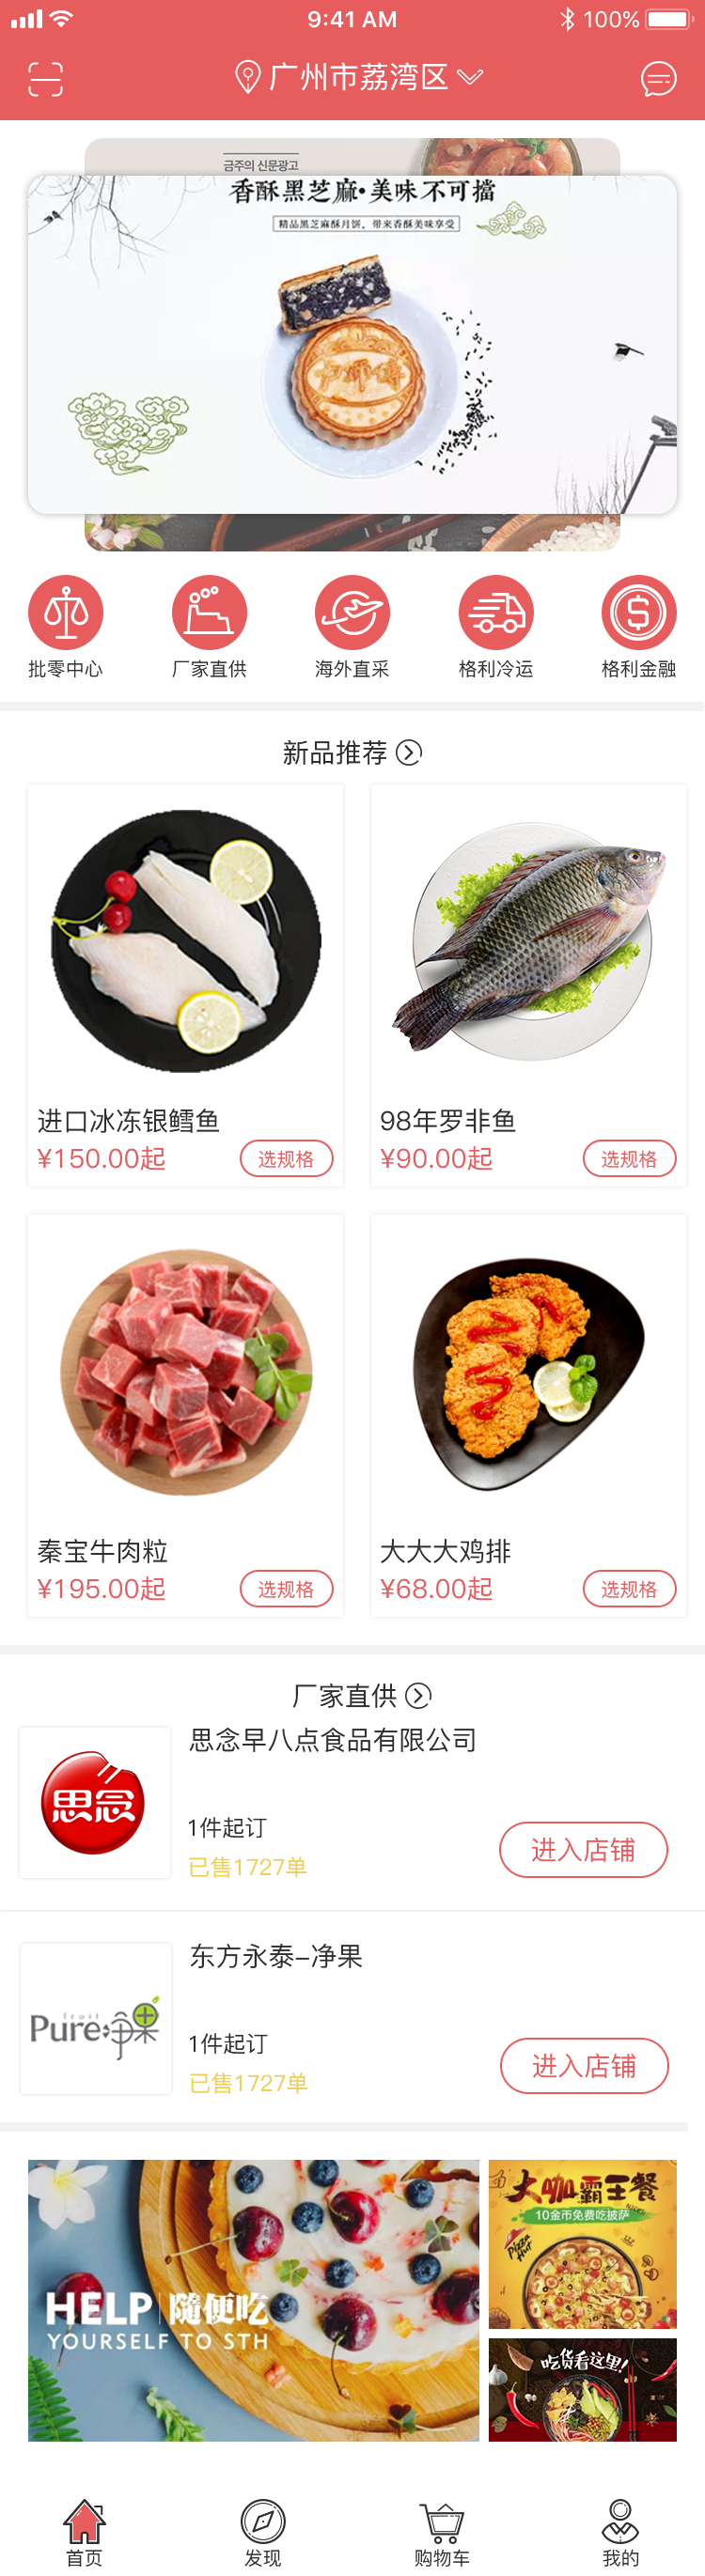 9:41 AM
100%
广州市荔湾区
금주의 신문광고
香酥黑芝麻·美味不可擋
精品黑芝麻酥月饼，带来香酥美味享受
批零中心
厂家直供
海外直采
格利冷运
格利金融
新品推荐
进口冰冻银鳕鱼
¥150.00起
选规格
98年罗非鱼
¥90.00起
选规格
秦宝牛肉粒
¥195.00起
选规格
大大大鸡排
¥68.00起
选规格
厂家直供
思念早八点食品有限公司
思念
1件起订
已售1727单
进入店铺
东方永泰–净果
fruit
Pure:净果
1件起订
已售1727单
进入店铺
HELP|隨便吃
YOURSELF TO STH
大咖霸王餐
10金币免费吃披萨
Pizza Hut
吃货看这里!
首页
发现
购物车
我的